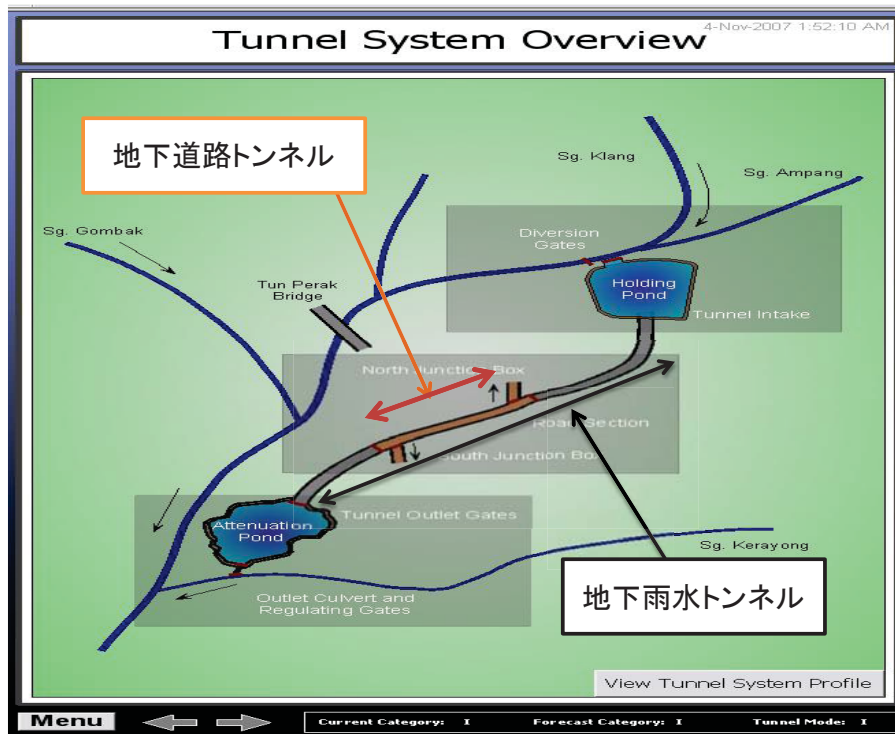 Tunnel System Overview
4-Nov-2007 1:52:10 AM
地下道路トンネル
Sg. Klang
Sg. Ampang
Sg. Gombak
Diversion
Gates
Tun Perak
Bridge
Holding
Pond
Tunnel Intake
North Junction Box
Road Section
South Junction Box
Attenuation
Pond
Tunnel Outlet Gates
Sg. Kerayong
地下雨水トンネル
Outlet Culvert and
Regulating Gates
View Tunnel System Profile
Menu
Current Category: I
Forecast Category: I
Tunnel Mode: I